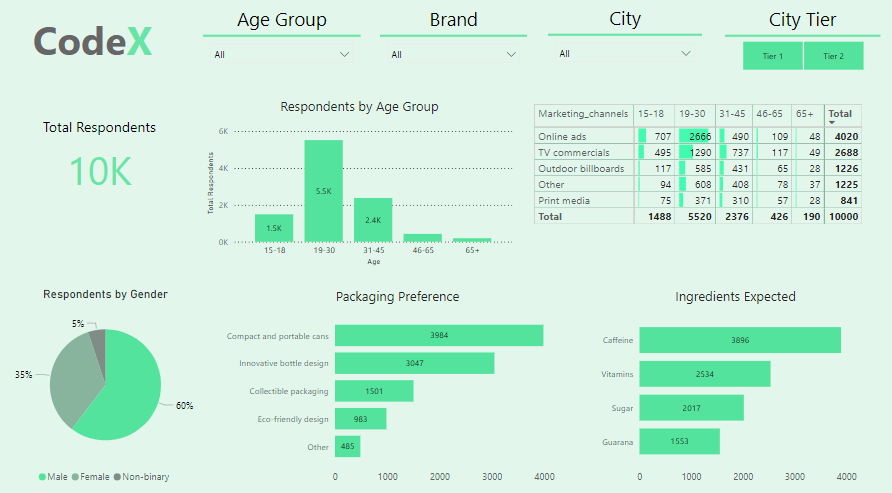 CodeX
Age Group
Brand
City
City Tier
All
All
All
Tier 1
Tier 2
Total Respondents
10K
Respondents by Age Group
Total Respondents
6K
4K
2K
0K
1.5K
5.5K
2.4K
15-18
19-30
31-45
46-65
65+
Age
Marketing_channels 15-18 19-30 31-45 46-65 65+ Total
Online ads 707 2666 490 109 48 4020
TV commercials 495 1290 737 117 49 2688
Outdoor billboards 117 585 431 65 28 1226
Other 94 608 408 78 37 1225
Print media 75 371 310 57 28 841
Total 1488 5520 2376 426 190 10000
Respondents by Gender
5%
35%
60%
Male Female Non-binary
Packaging Preference
Compact and portable cans 3984
Innovative bottle design 3047
Collectible packaging 1501
Eco-friendly design 983
Other 485
0 1000 2000 3000 4000
Ingredients Expected
Caffeine 3896
Vitamins 2534
Sugar 2017
Guarana 1553
0 1000 2000 3000 4000